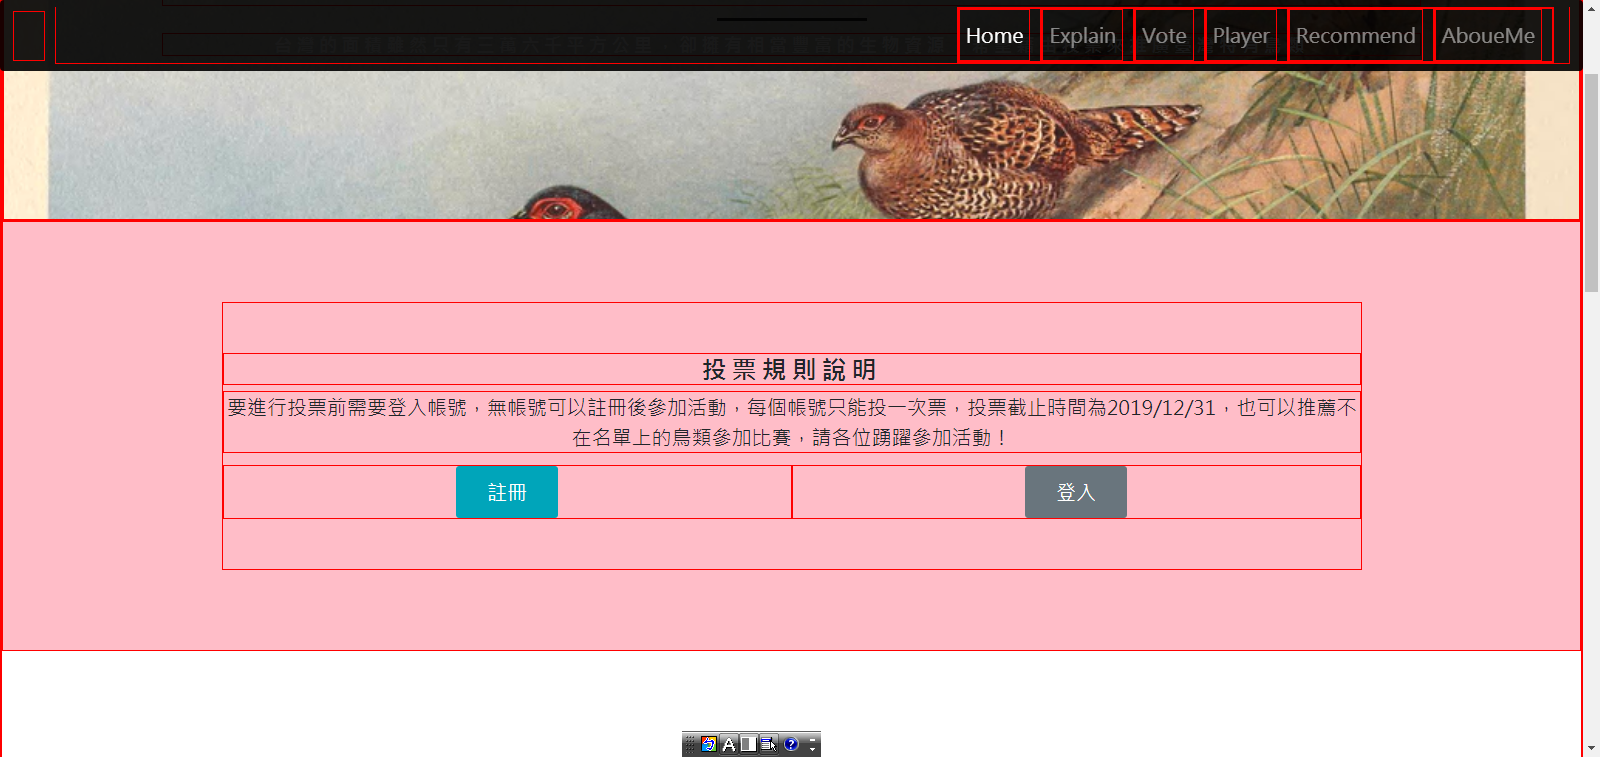 Home Explain Vote Player Recommend AboueMe
投票規則說明
要進行投票前需要登入帳號，無帳號可以註冊後參加活動，每個帳號只能投一次票，投票截止時間為2019/12/31，也可以推薦不
在名單上的鳥類參加比賽，請各位踴躍參加活動！
註冊 登入